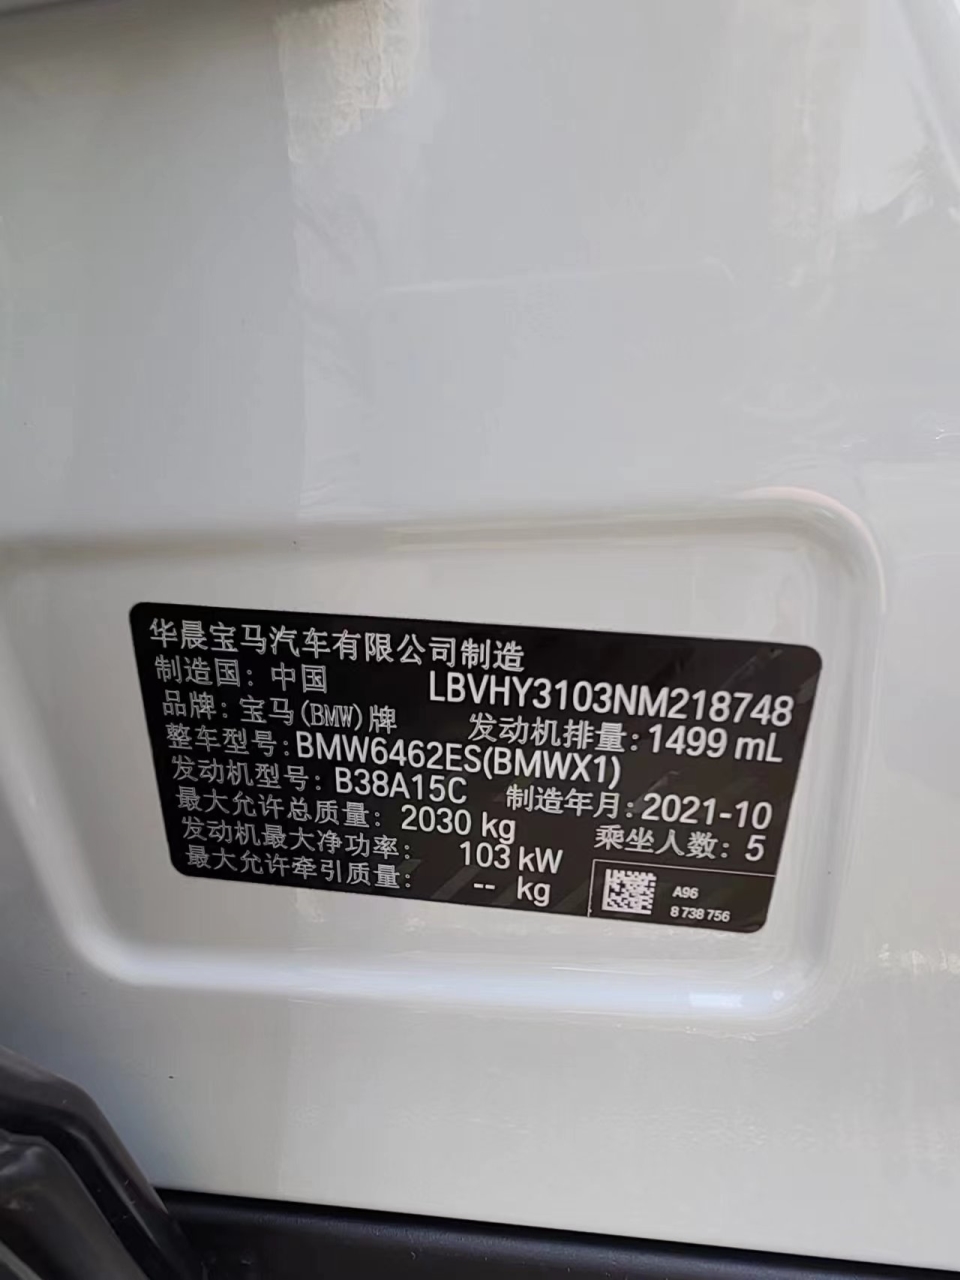 华晨宝马汽车有限公司制造
制造国: 中国
LBVHY3103NM218748
品牌: 宝马(BMW)牌
发动机排量: 1499 mL
整车型号: BMW6462ES(BMWX1)
发动机型号: B38A15C
制造年月: 2021-10
最大允许总质量: 2030 kg
乘坐人数: 5
发动机最大净功率: 103 kW
最大允许牵引质量: -- kg
A96
8 738 756